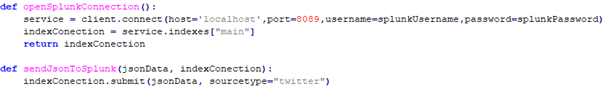 def openSplunkConnection():
    service = client.connect(host='localhost',port=8089,username=splunkUsername,password=splunkPassword)
    indexConection = service.indexes["main"]
    return indexConection

def sendJsonToSplunk(jsonData, indexConection):
    indexConection.submit(jsonData, sourcetype="twitter")